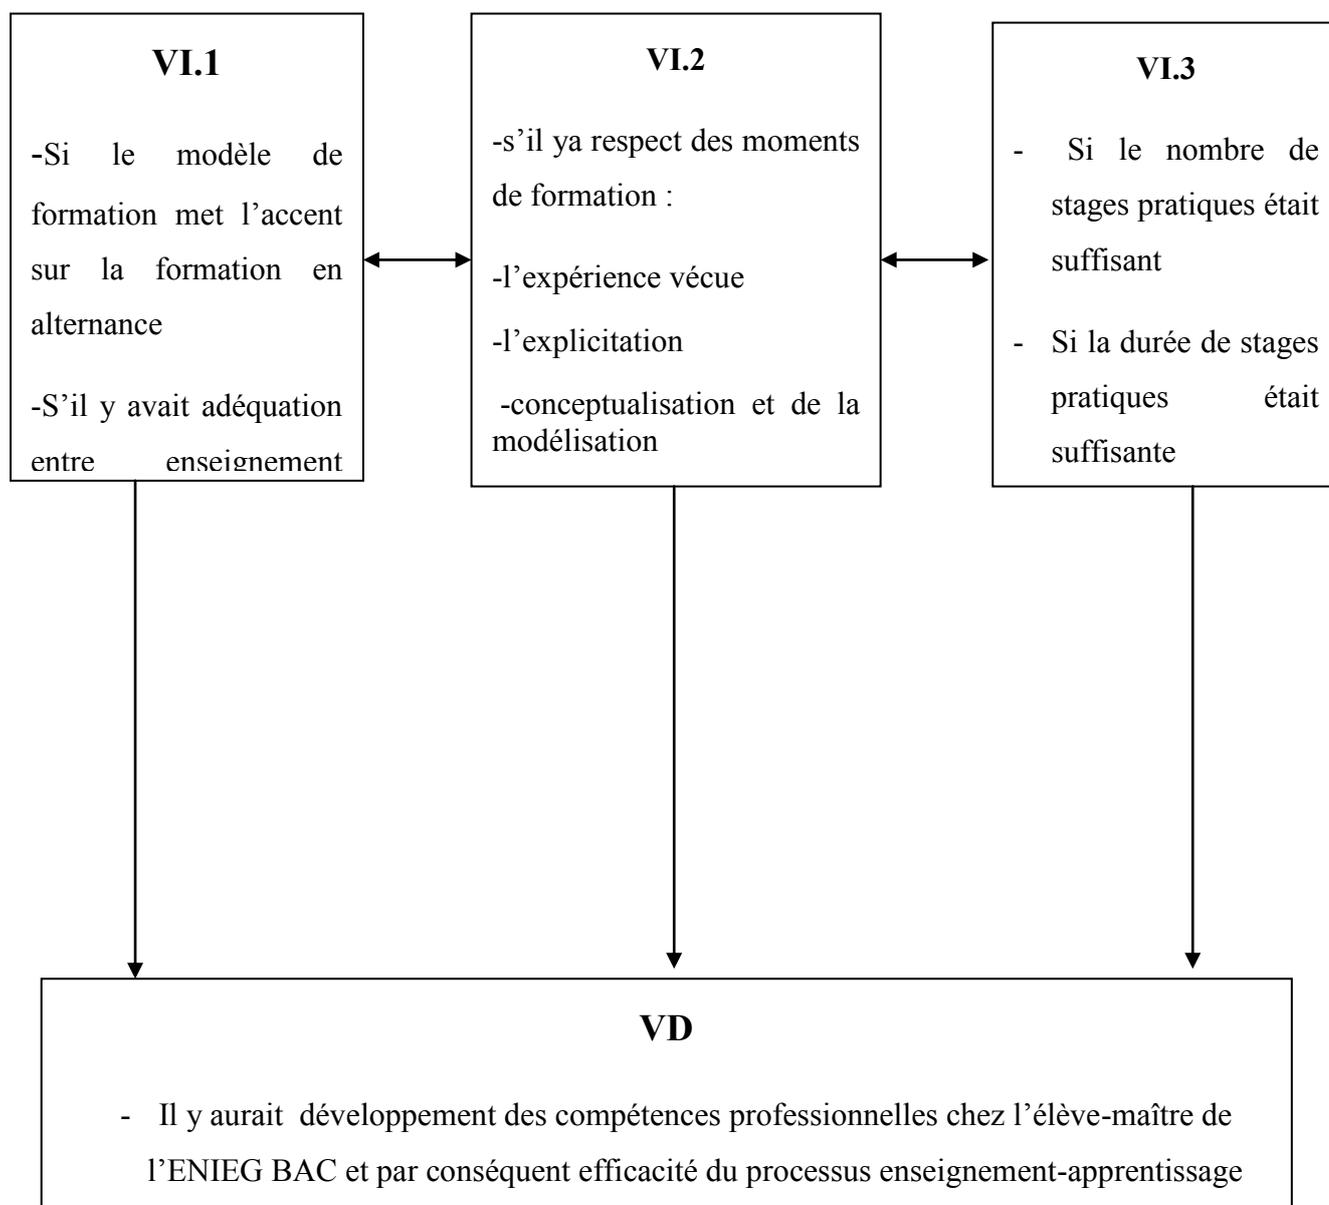 VI.1
-Si le modèle de
formation met l’accent
sur la formation en
alternance
-S’il y avait adéquation
entre enseignement
VI.2
-s’il ya respect des moments
de formation :
-l’expérience vécue
-l’explicitation
-conceptualisation et de la
modélisation
VI.3
- Si le nombre de
stages pratiques était
suffisant
- Si la durée de stages
pratiques était
suffisante
VD
- Il y aurait développement des compétences professionnelles chez l’élève-maître de
l’ENIEG BAC et par conséquent efficacité du processus enseignement-apprentissage